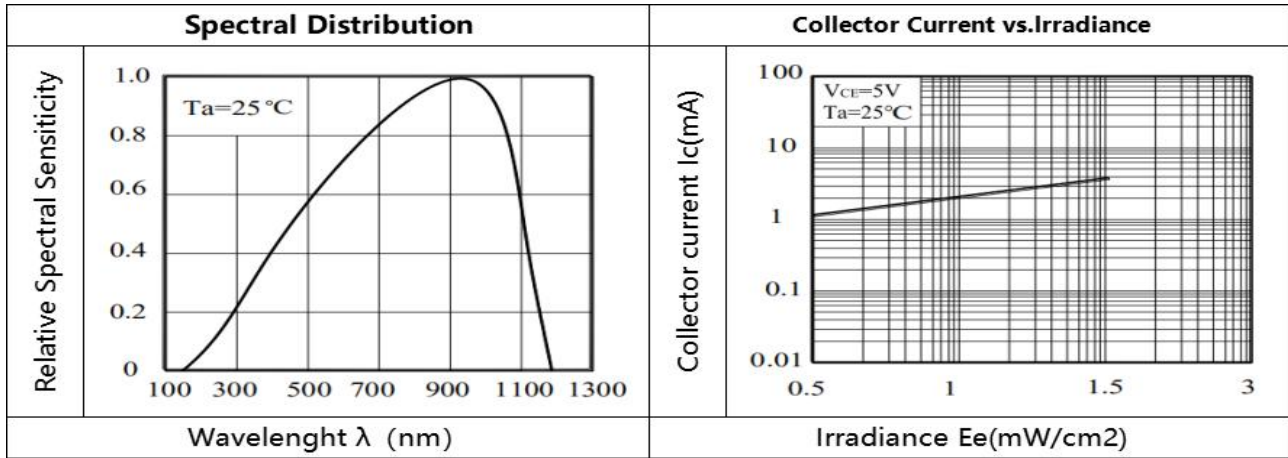 Spectral Distribution
Relative Spectral Sensiticity
1.0
0.8
0.6
0.4
0.2
0
Ta=25℃
100 300 500 700 900 1100 1300
Wavelenght λ (nm)
Collector Current vs.Irradiance
Collector current Ic(mA)
100
10
1
0.1
0.01
VCE=5V
Ta=25℃
0.5 1 1.5 3
Irradiance Ee(mW/cm2)